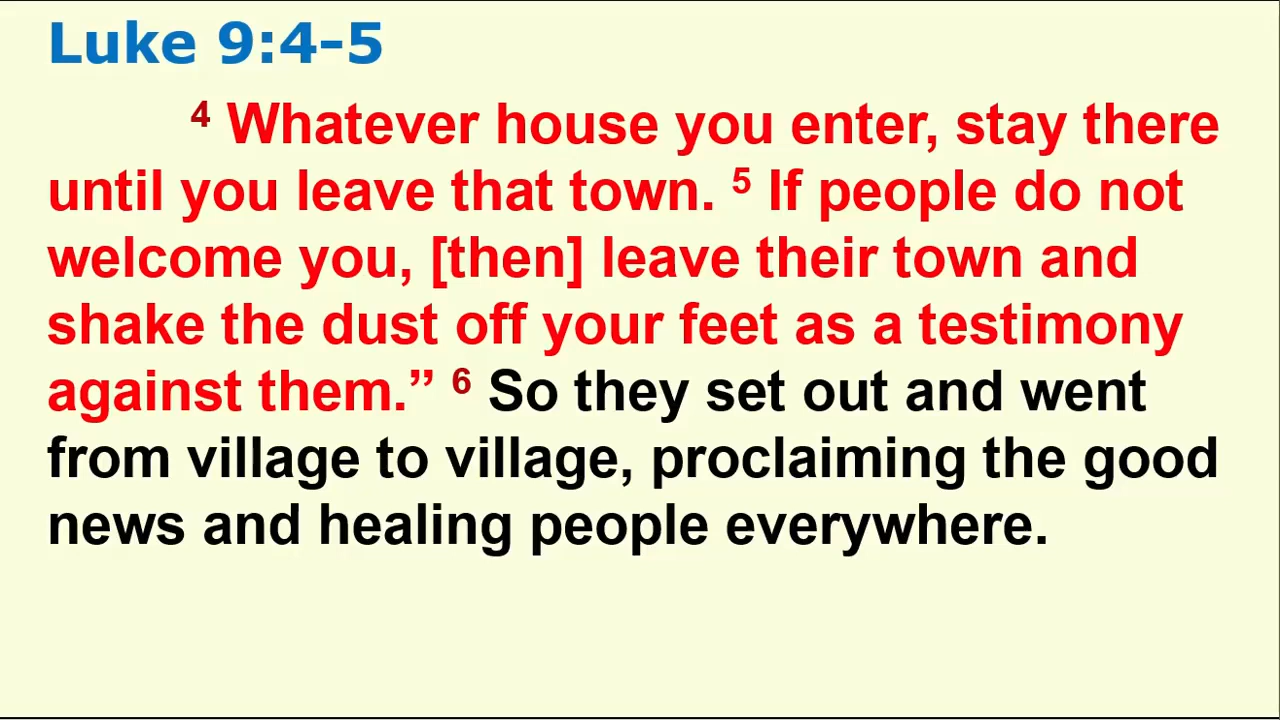 Luke 9:4-5
4 Whatever house you enter, stay there
until you leave that town. 5 If people do not
welcome you, [then] leave their town and
shake the dust off your feet as a testimony
against them.” 6 So they set out and went
from village to village, proclaiming the good
news and healing people everywhere.